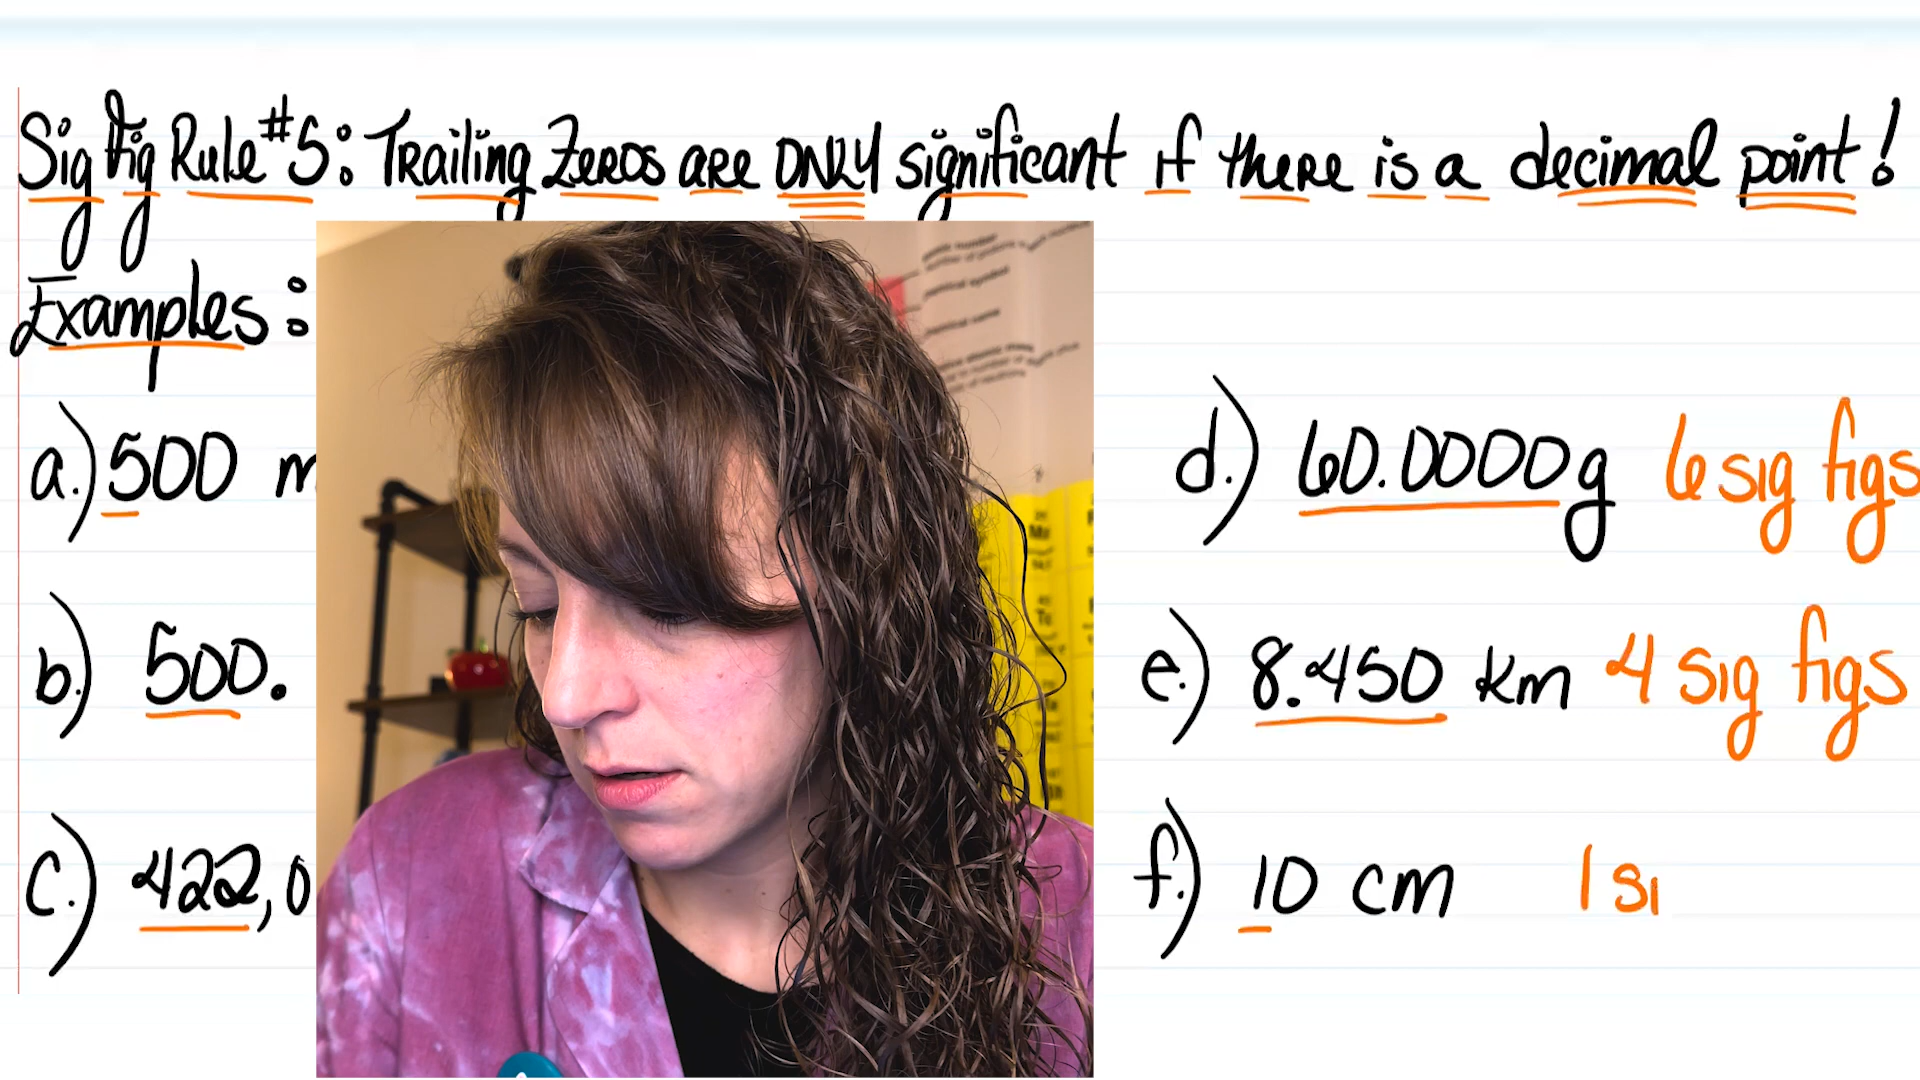 Sig Fig Rule #5: Trailing Zeros are ONLY significant if there is a decimal point!
Examples:
a.) 500 m
b.) 500.
c.) 422,0
d.) 60.0000g 6 sig figs
e.) 8.450 km 4 sig figs
f.) 10 cm 1 si